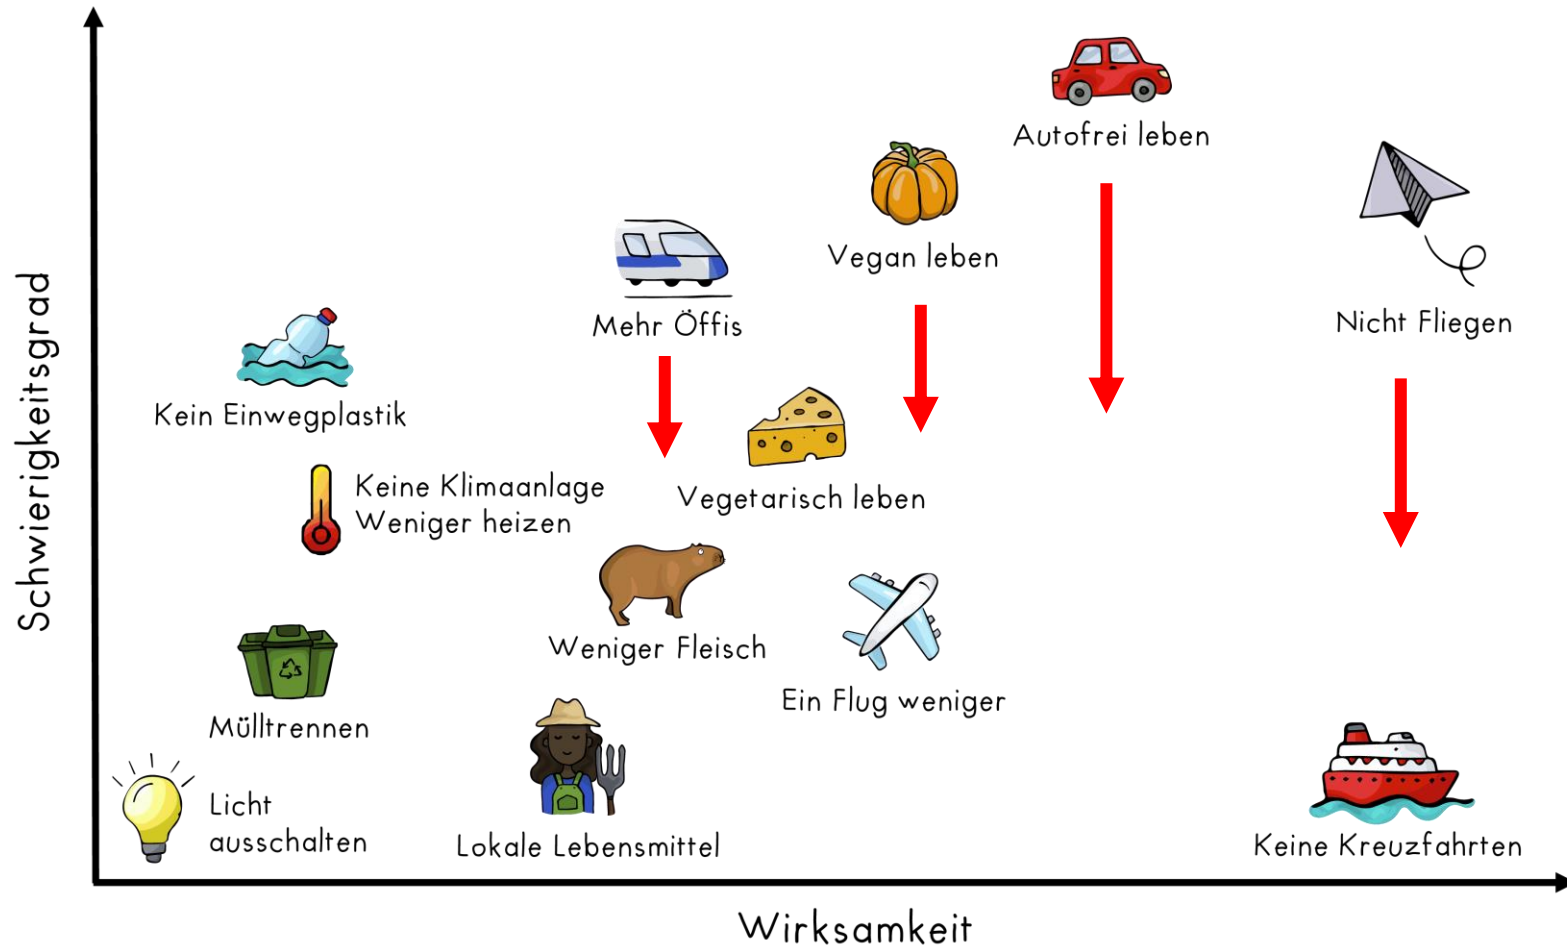 Schwierigkeitsgrad
Autofrei leben
Vegan leben
Mehr Öffis
Nicht Fliegen
Kein Einwegplastik
Keine Klimaanlage
Weniger heizen
Vegetarisch leben
Weniger Fleisch
Ein Flug weniger
Mülltrennen
Licht
ausschalten
Lokale Lebensmittel
Keine Kreuzfahrten
Wirksamkeit